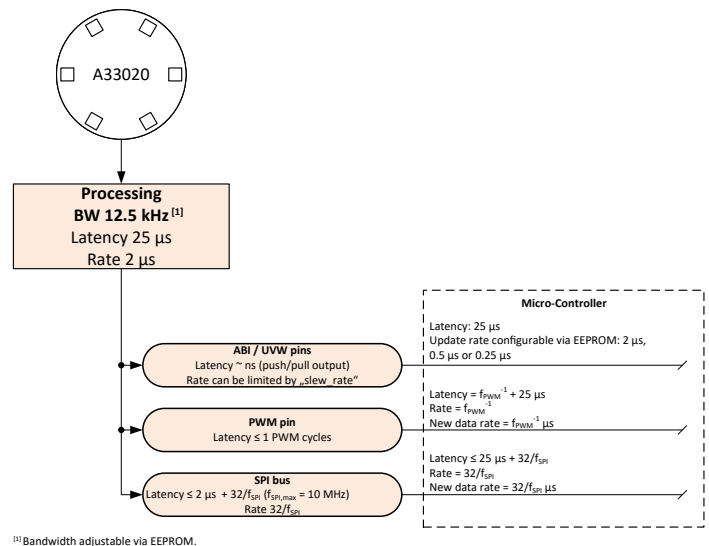 A33020
Processing
BW 12.5 kHz [1]
Latency 25 µs
Rate 2 µs
Micro-Controller
ABI / UVW pins
Latency ~ ns (push/pull output)
Rate can be limited by „slew_rate“
Latency: 25 µs
Update rate configurable via EEPROM: 2 µs,
0.5 µs or 0.25 µs
PWM pin
Latency ≤ 1 PWM cycles
Latency = fPWM-1 + 25 µs
Rate = fPWM-1
New data rate = fPWM-1 µs
SPI bus
Latency ≤ 2 µs + 32/fSPI (fSPI,max = 10 MHz)
Rate 32/fSPI
Latency ≤ 25 µs + 32/fSPI
Rate = 32/fSPI
New data rate = 32/fSPI µs
[1] Bandwidth adjustable via EEPROM.